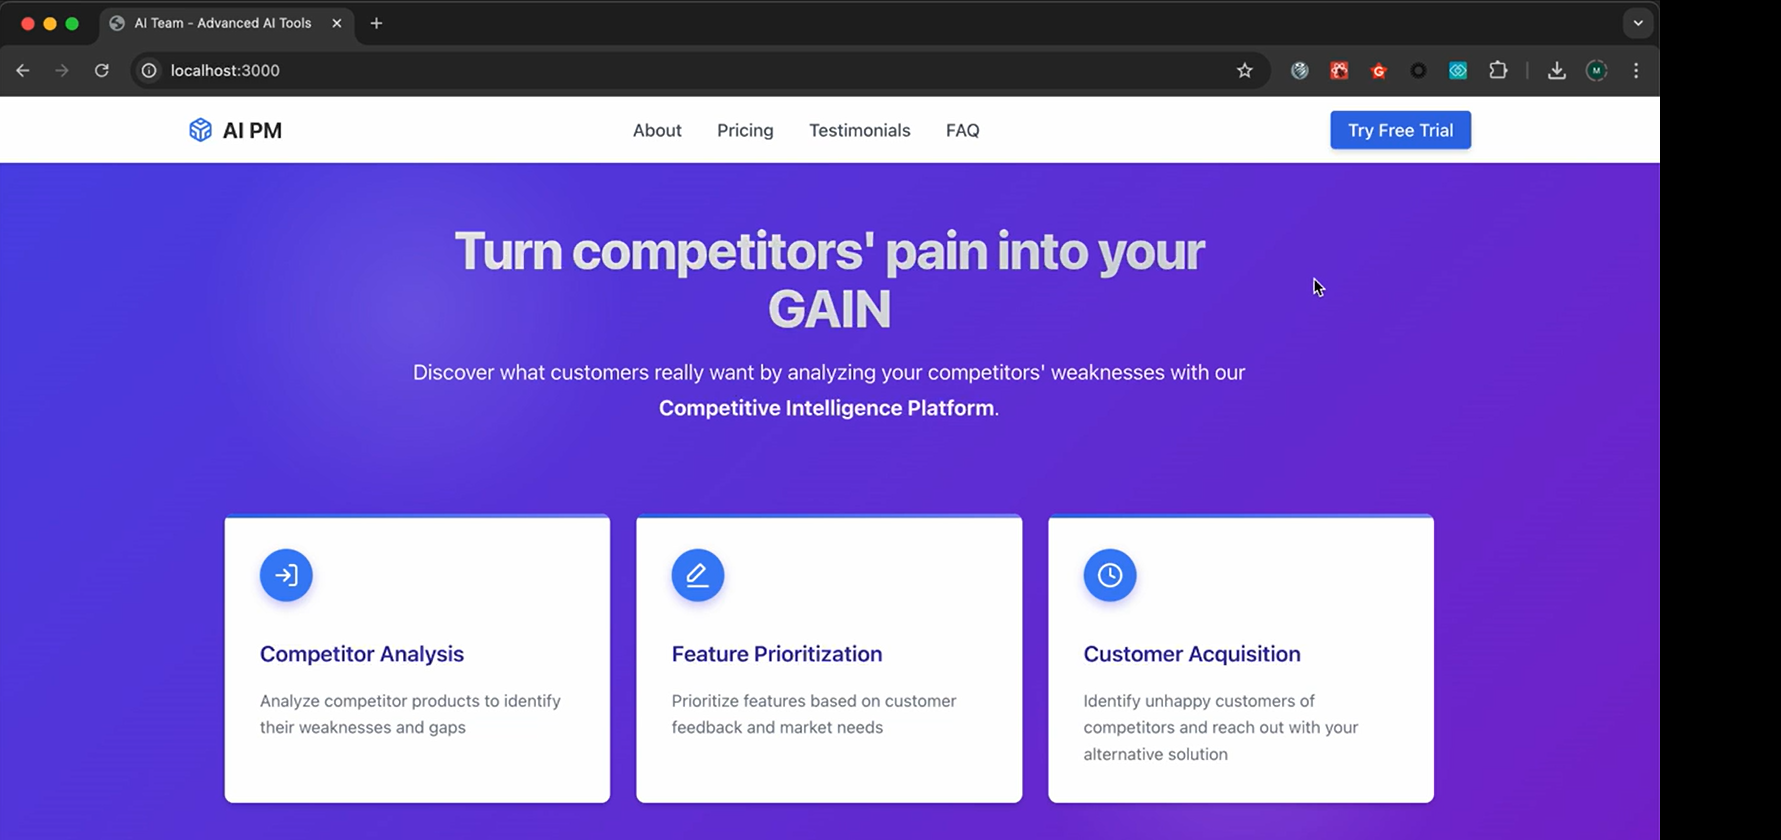 AI Team - Advanced AI Tools
localhost:3000
G
M
AI PM
About
Pricing
Testimonials
FAQ
Try Free Trial
Turn competitors' pain into your
GAIN
Discover what customers really want by analyzing your competitors' weaknesses with our
Competitive Intelligence Platform.
Competitor Analysis
Analyze competitor products to identify
their weaknesses and gaps
Feature Prioritization
Prioritize features based on customer
feedback and market needs
Customer Acquisition
Identify unhappy customers of
competitors and reach out with your
alternative solution